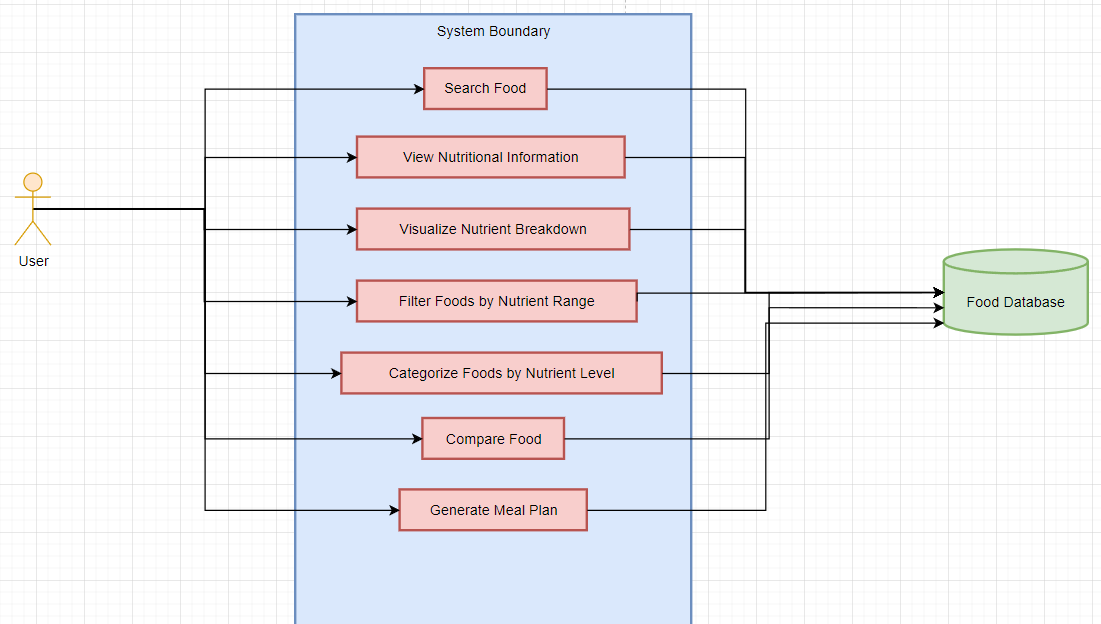 System Boundary
Search Food
View Nutritional Information
Visualize Nutrient Breakdown
User
Filter Foods by Nutrient Range
Food Database
Categorize Foods by Nutrient Level
Compare Food
Generate Meal Plan